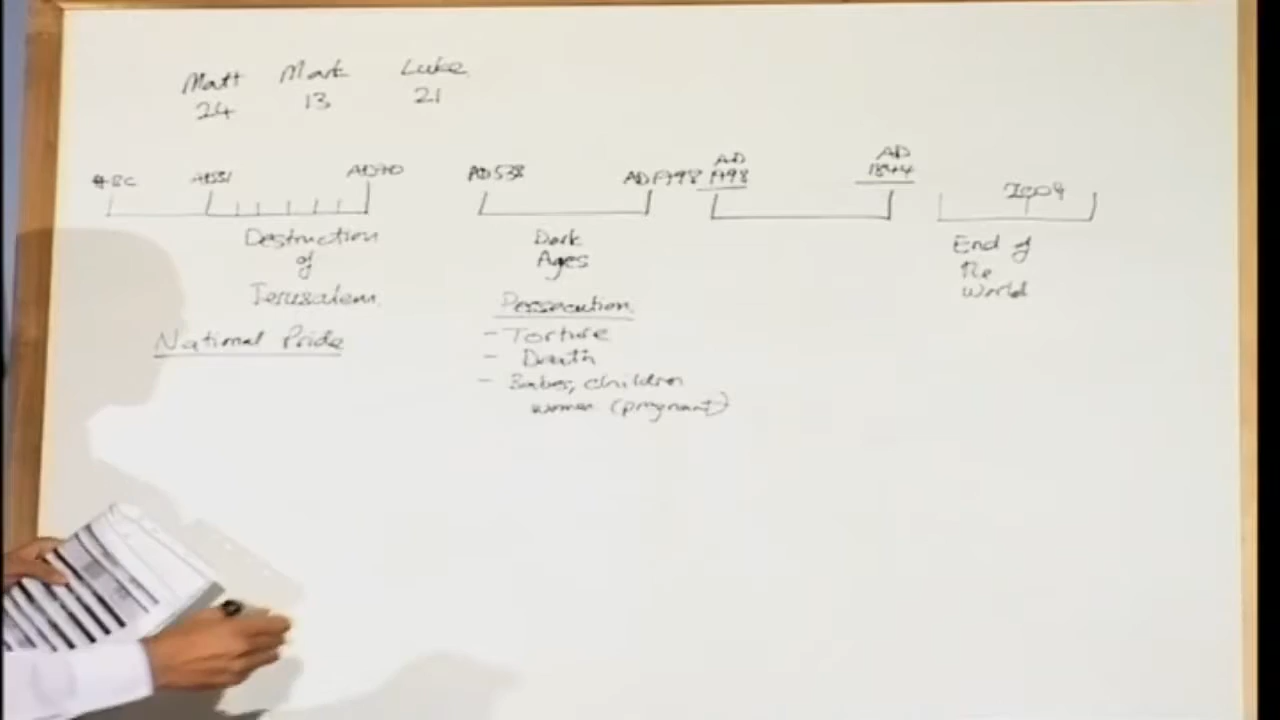 Matt Mark Luke
24 13 21
4BC AD31 AD70 AD538 AD1798 AD 1798 AD 1844 2009
Destruction
of
Jerusalem
National Pride
Dark
Ages
Persecution
- Torture
- Death
- Babes, children
women (pregnant)
End of
the
World